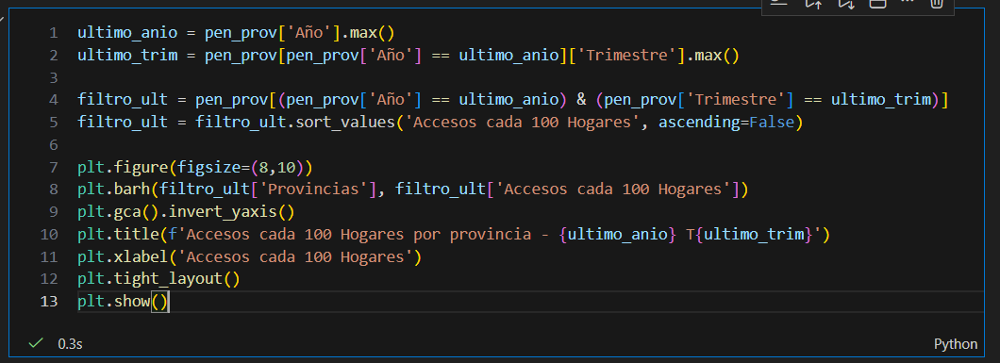 1 ultimo_anio = pen_prov['Año'].max()
2 ultimo_trim = pen_prov[pen_prov['Año'] == ultimo_anio]['Trimestre'].max()
3
4 filtro_ult = pen_prov[(pen_prov['Año'] == ultimo_anio) & (pen_prov['Trimestre'] == ultimo_trim)]
5 filtro_ult = filtro_ult.sort_values('Accesos cada 100 Hogares', ascending=False)
6
7 plt.figure(figsize=(8,10))
8 plt.barh(filtro_ult['Provincias'], filtro_ult['Accesos cada 100 Hogares'])
9 plt.gca().invert_yaxis()
10 plt.title(f'Accesos cada 100 Hogares por provincia - {ultimo_anio} T{ultimo_trim}')
11 plt.xlabel('Accesos cada 100 Hogares')
12 plt.tight_layout()
13 plt.show()
0.3s
Python